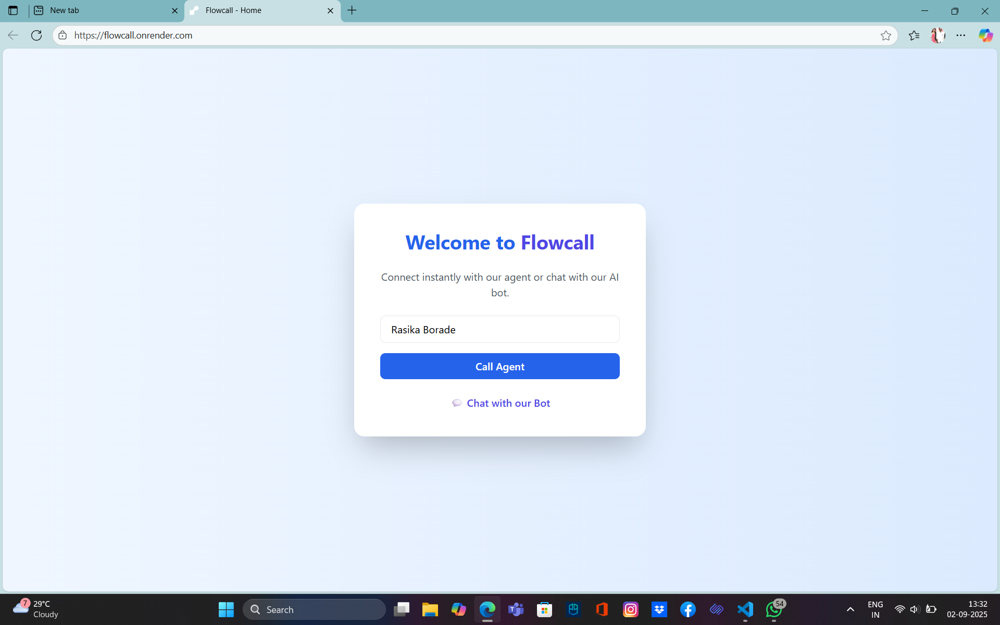 New tab
Flowcall - Home
https://flowcall.onrender.com
Welcome to Flowcall
Connect instantly with our agent or chat with our AI
bot.
Rasika Borade
Call Agent
Chat with our Bot
7
29°C
Cloudy
Search
54
ENG
IN
13:32
02-09-2025